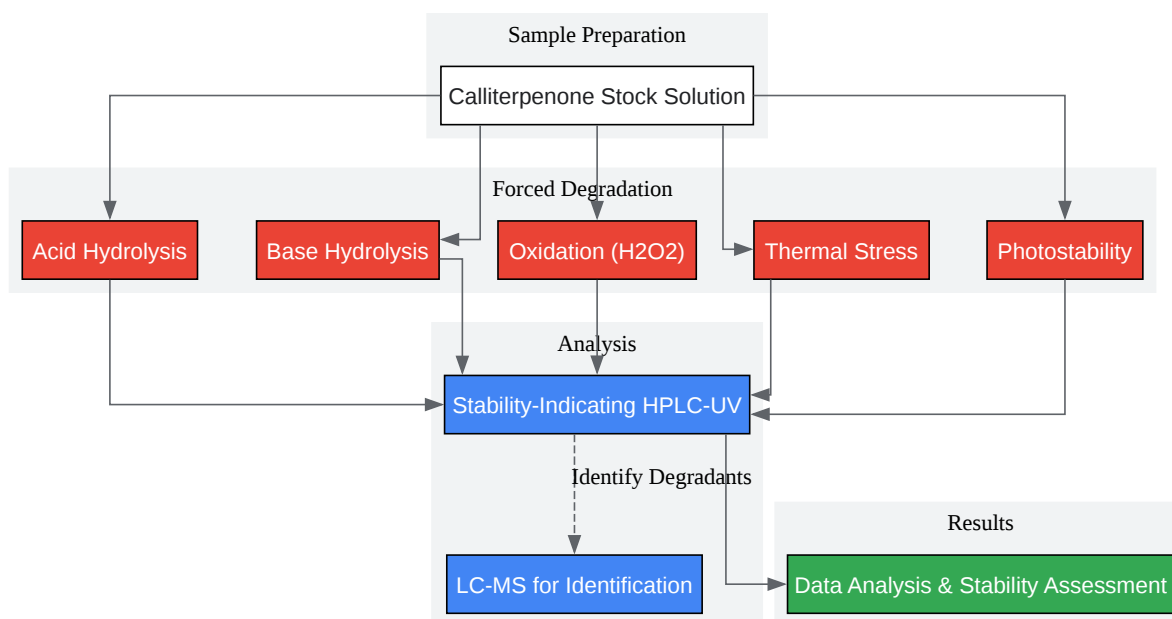 Sample Preparation
Calliterpenone Stock Solution
Forced Degradation
Acid Hydrolysis
Base Hydrolysis
Oxidation (H2O2)
Thermal Stress
Photostability
Analysis
Stability-Indicating HPLC-UV
Identify Degradants
Results
LC-MS for Identification
Data Analysis & Stability Assessment